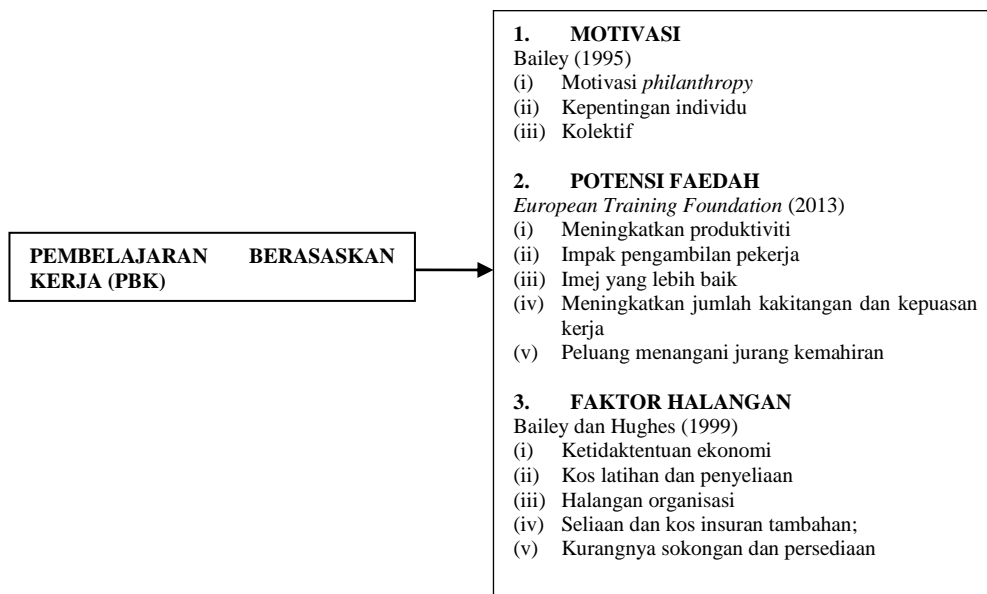 PEMBELAJARAN BERASASKAN
KERJA (PBK)
1. MOTIVASI
Bailey (1995)
(i) Motivasi philanthropy
(ii) Kepentingan individu
(iii) Kolektif
2. POTENSI FAEDAH
European Training Foundation (2013)
(i) Meningkatkan produktiviti
(ii) Impak pengambilan pekerja
(iii) Imej yang lebih baik
(iv) Meningkatkan jumlah kakitangan dan kepuasan
kerja
(v) Peluang menangani jurang kemahiran
3. FAKTOR HALANGAN
Bailey dan Hughes (1999)
(i) Ketidaktentuan ekonomi
(ii) Kos latihan dan penyeliaan
(iii) Halangan organisasi
(iv) Seliaan dan kos insuran tambahan;
(v) Kurangnya sokongan dan persediaan